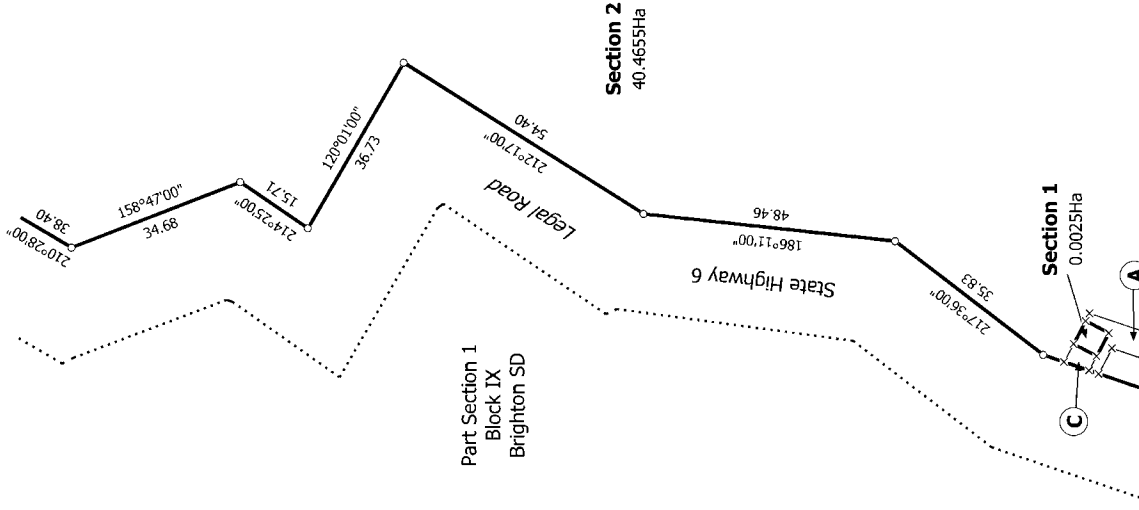 38.40
210°28'00"
158°47'00"
34.68
15.71
214°25'00"
120°01'00"
36.73
54.40
212°17'00"
Legal Road
Section 2
40.4655Ha
48.46
186°11'00"
State Highway 6
Part Section 1
Block IX
Brighton SD
35.83
217°36'00"
Section 1
0.0025Ha
A
C